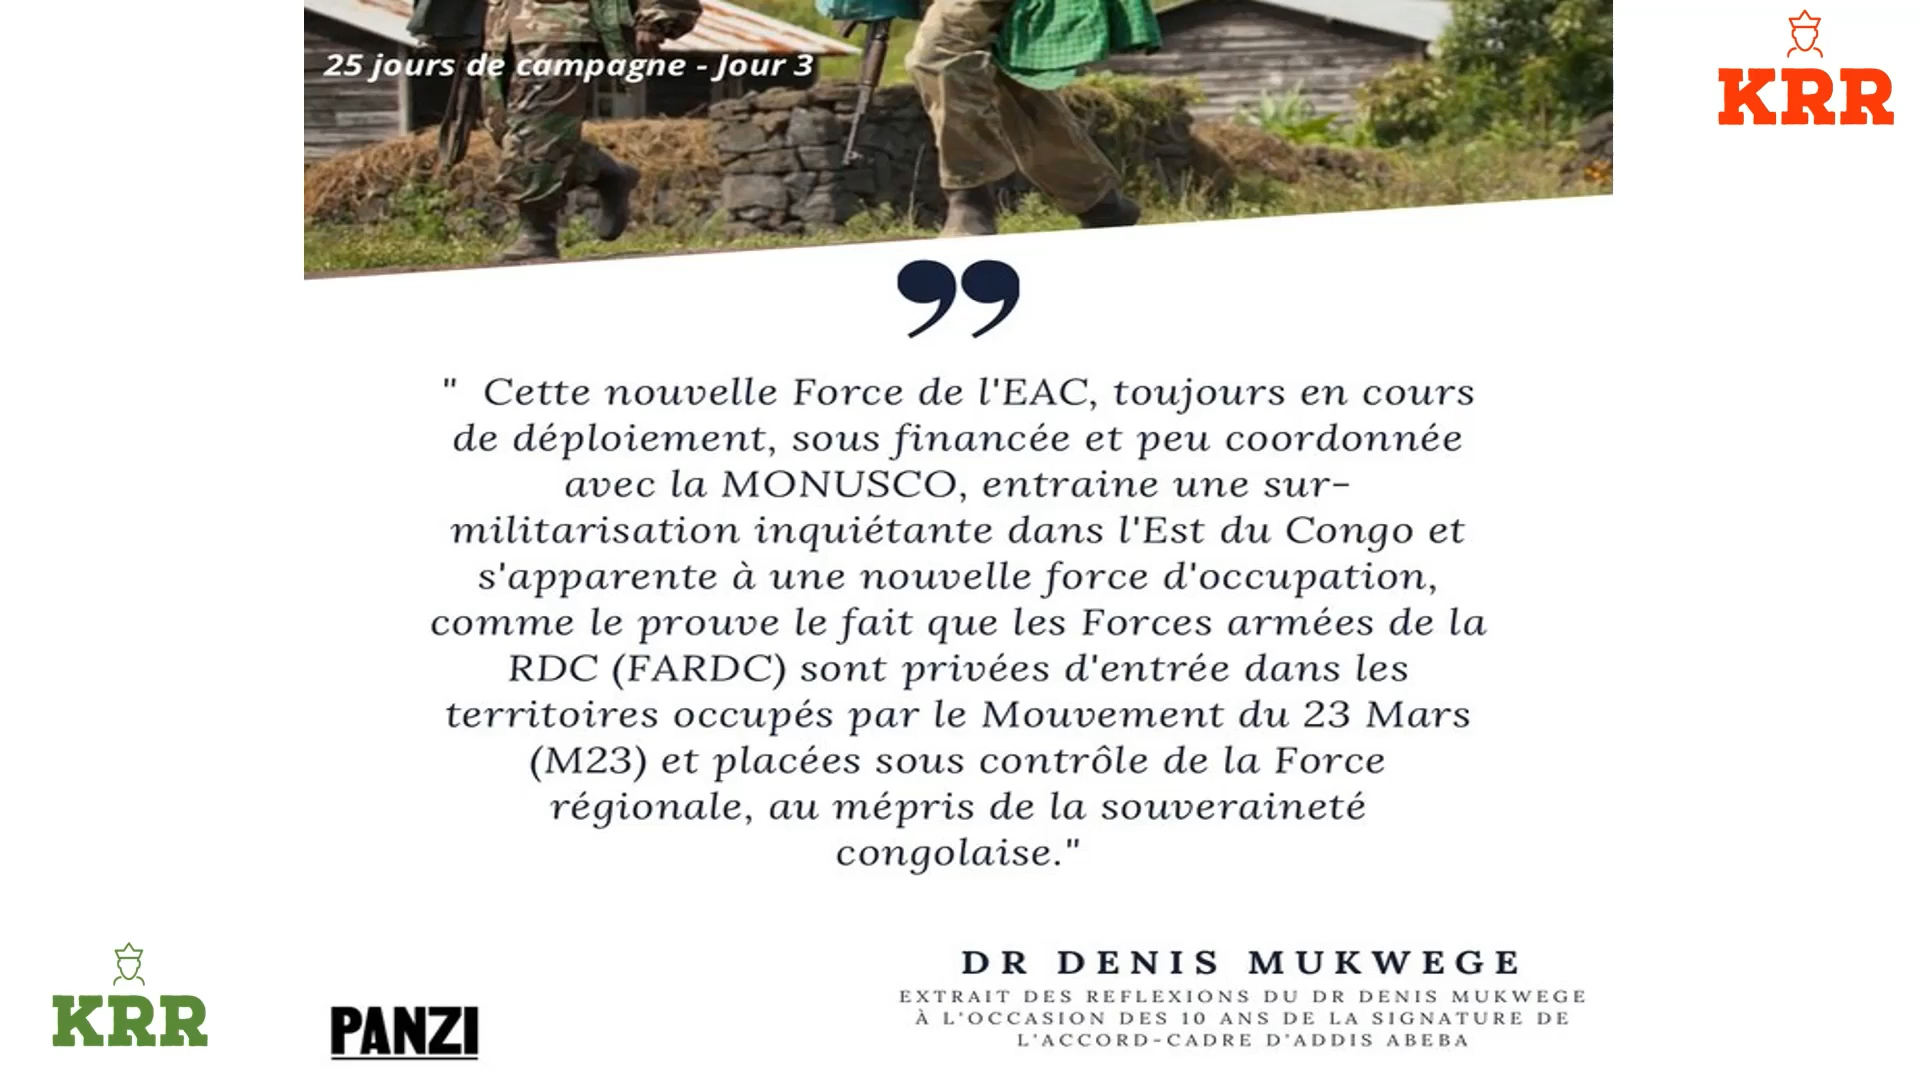 25 jours de campagne - Jour 3
KRR
”
" Cette nouvelle Force de l'EAC, toujours en cours
de déploiement, sous financée et peu coordonnée
avec la MONUSCO, entraine une sur-
militarisation inquiétante dans l'Est du Congo et
s'apparente à une nouvelle force d'occupation,
comme le prouve le fait que les Forces armées de la
RDC (FARDC) sont privées d'entrée dans les
territoires occupés par le Mouvement du 23 Mars
(M23) et placées sous contrôle de la Force
régionale, au mépris de la souveraineté
congolaise."
DR DENIS MUKWEGE
EXTRAIT DES REFLEXIONS DU DR DENIS MUKWEGE
À L'OCCASION DES 10 ANS DE LA SIGNATURE DE
L'ACCORD-CADRE D'ADDIS ABEBA
KRR
PANZI